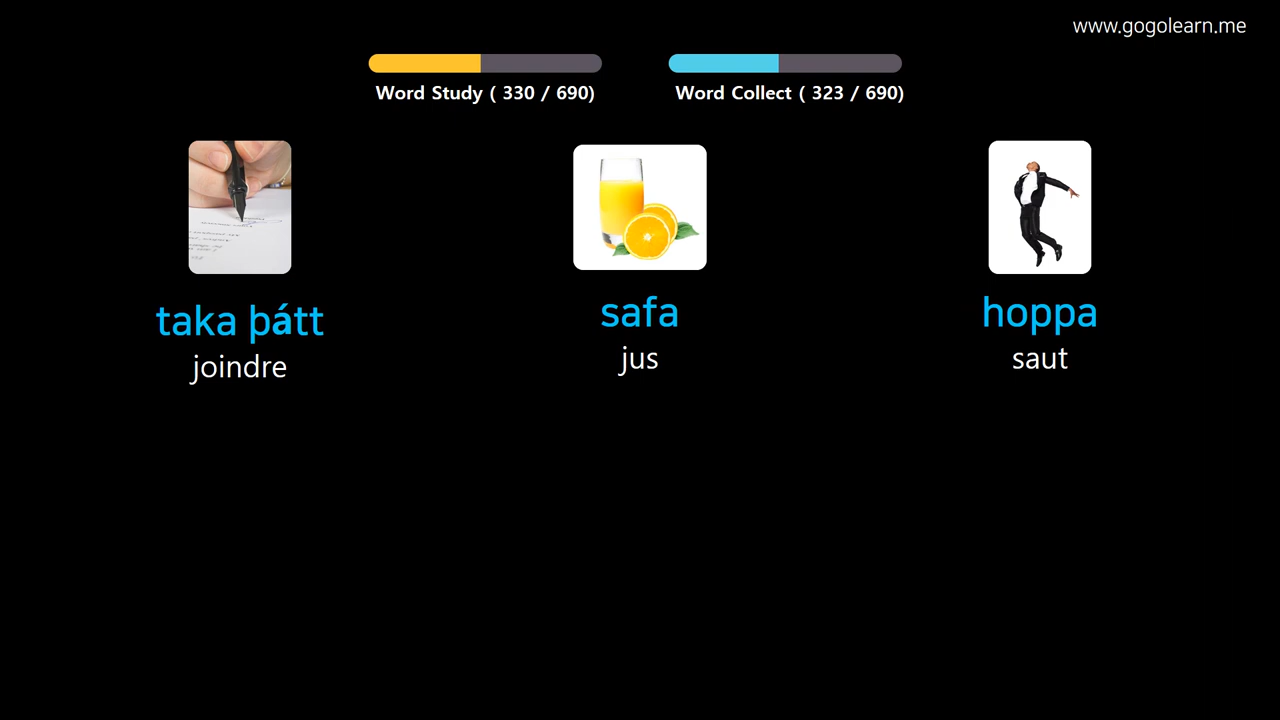 www.gogolearn.me
Word Study ( 330 / 690)
Word Collect ( 323 / 690)
taka þátt
joindre
safa
jus
hoppa
saut